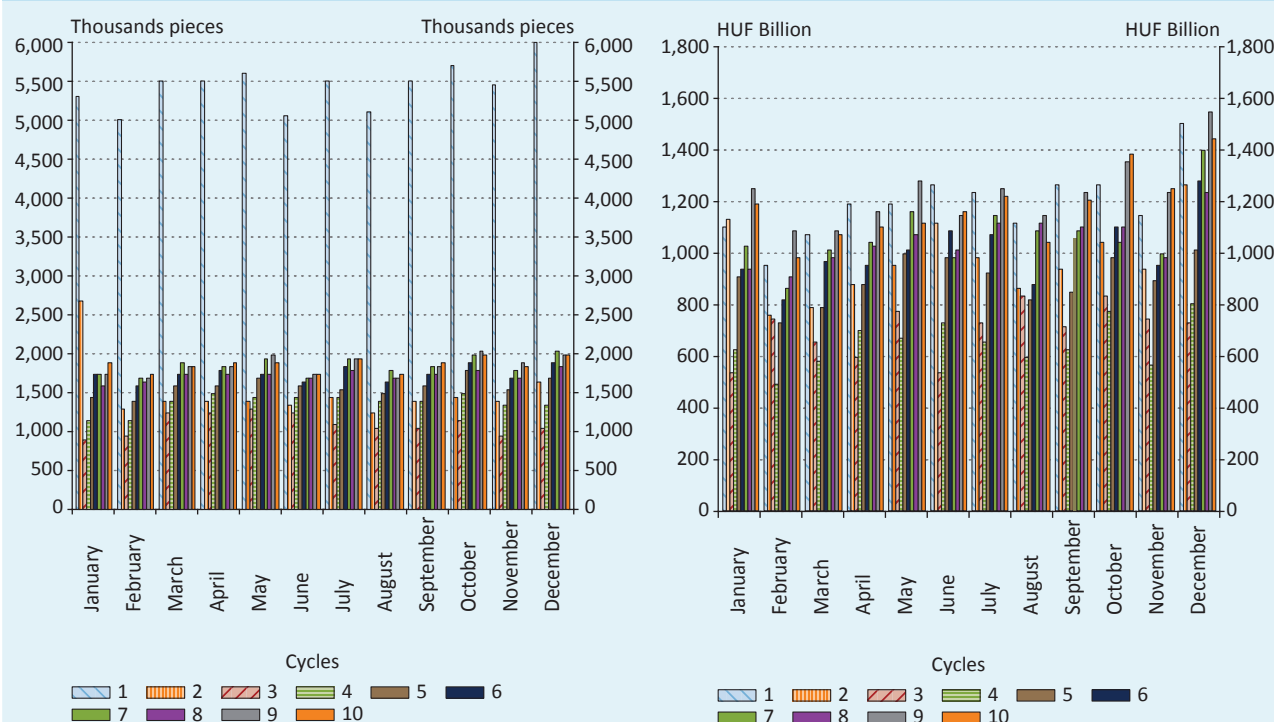 Thousands pieces Thousands pieces
6,000 6,000
5,500 5,500
5,000 5,000
4,500 4,500
4,000 4,000
3,500 3,500
3,000 3,000
2,500 2,500
2,000 2,000
1,500 1,500
1,000 1,000
500 500
0 0
January
February
March
April
May
June
July
August
September
October
November
December
Cycles
1 2 3 4 5 6
7 8 9 10
HUF Billion HUF Billion
1,800 1,800
1,600 1,600
1,400 1,400
1,200 1,200
1,000 1,000
800 800
600 600
400 400
200 200
0 0
January
February
March
April
May
June
July
August
September
October
November
December
Cycles
1 2 3 4 5 6
7 8 9 10